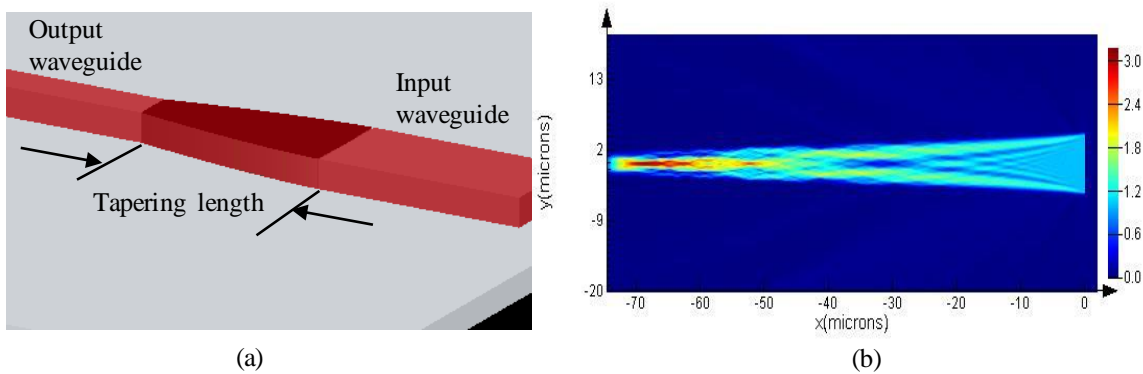 Output
waveguide
Input
waveguide
Tapering length
(a)
y(microns)
13
2
-9
-20
-70 -60 -50 -40 -30 -20 -10 0
x(microns)
3.0
2.4
1.8
1.2
0.6
0.0
(b)